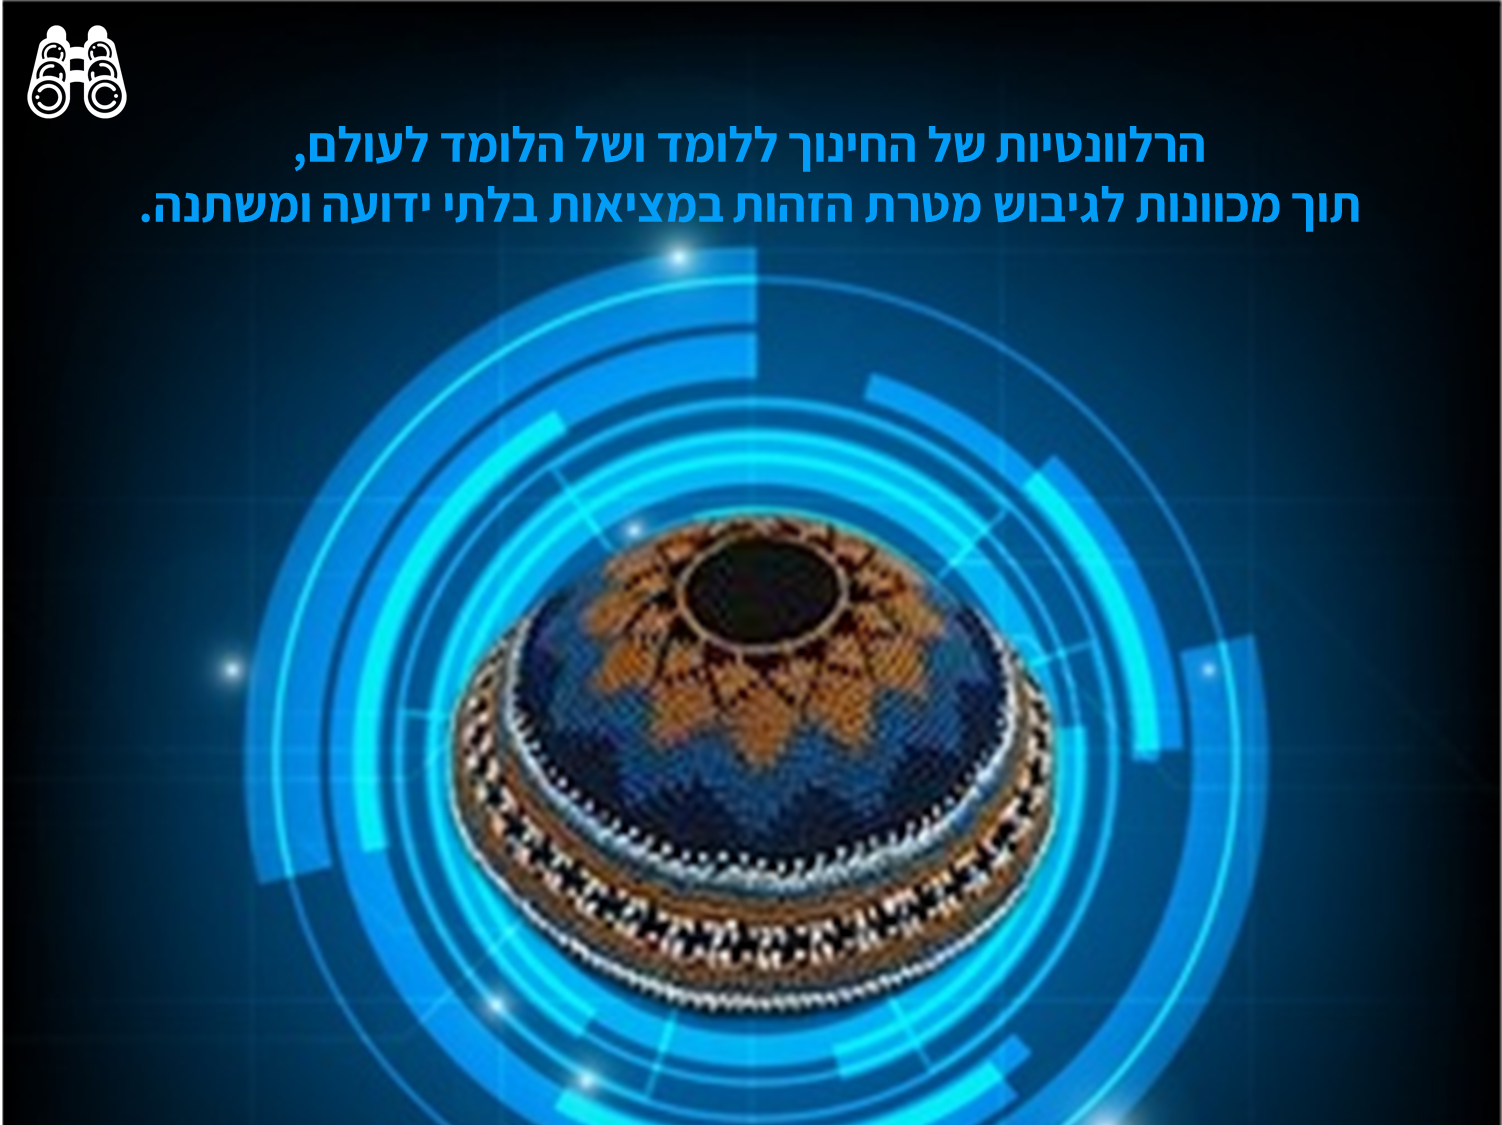 הרלוונטיות של החינוך ללומד ושל הלומד לעולם,
תוך מכוונות לגיבוש מטרת הזהות במציאות בלתי ידועה ומשתנה.